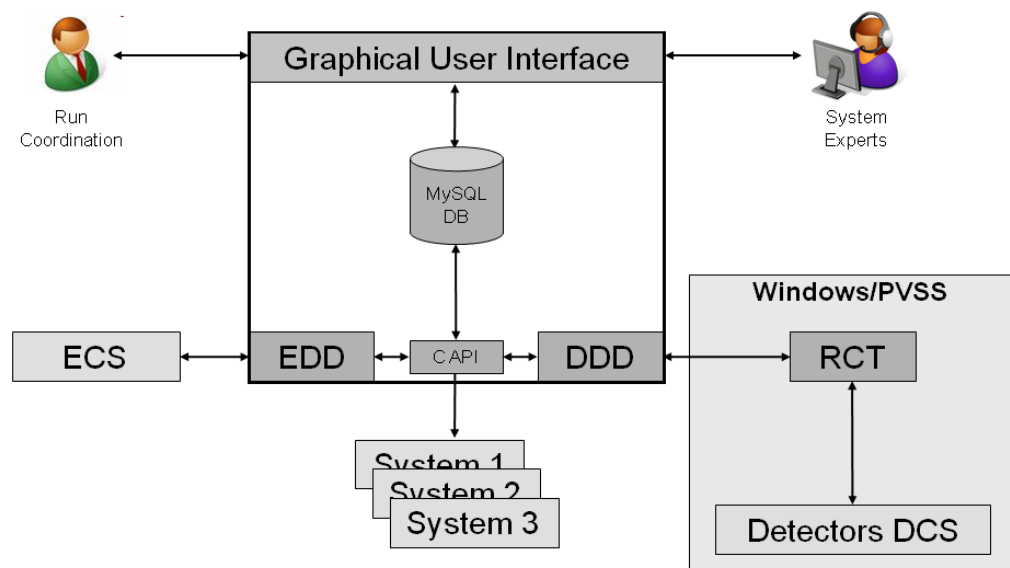 Graphical User Interface
Run
Coordination
System
Experts
MySQL
DB
Windows/PVSS
ECS
EDD
C API
DDD
RCT
System 1
System 2
System 3
Detectors DCS